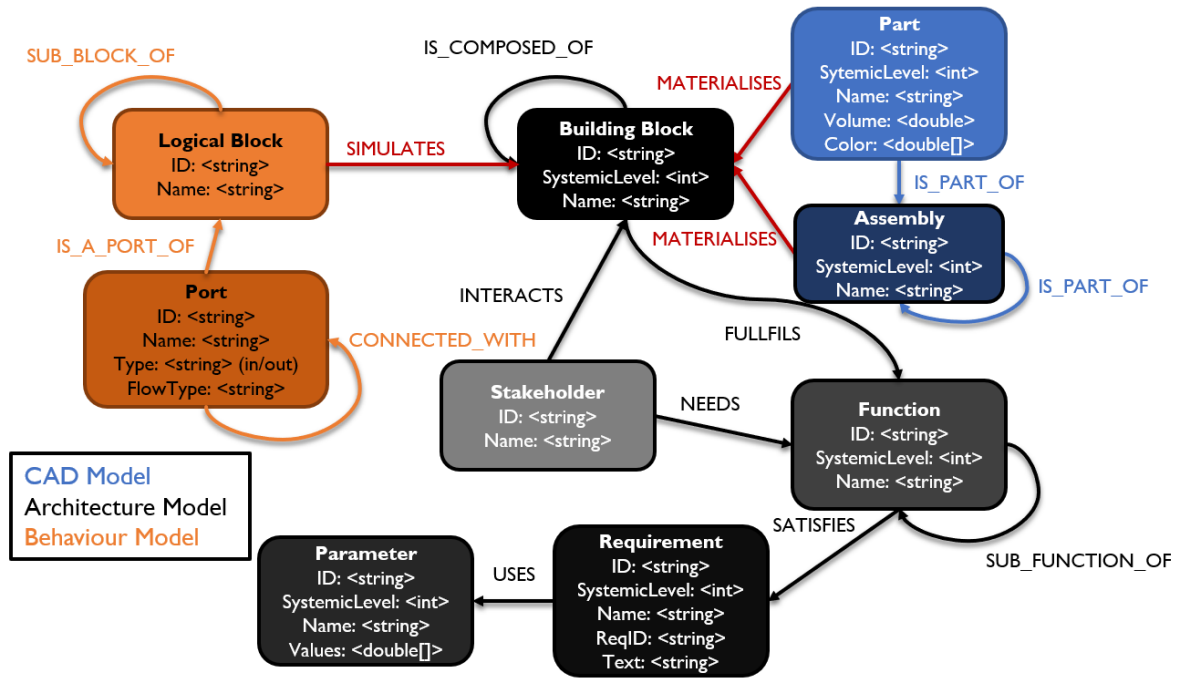 SUB_BLOCK_OF
Logical Block
ID: <string>
Name: <string>
IS_A_PORT_OF
Port
ID: <string>
Name: <string>
Type: <string> (in/out)
FlowType: <string>
CONNECTED_WITH
SIMULATES
IS_COMPOSED_OF
Building Block
ID: <string>
SystemicLevel: <int>
Name: <string>
MATERIALISES
Part
ID: <string>
SytemicLevel: <int>
Name: <string>
Volume: <double>
Color: <double[]>
IS_PART_OF
MATERIALISES
Assembly
ID: <string>
SystemicLevel: <int>
Name: <string>
IS_PART_OF
INTERACTS
FULLFILS
Stakeholder
ID: <string>
Name: <string>
NEEDS
Function
ID: <string>
SystemicLevel: <int>
Name: <string>
SUB_FUNCTION_OF
SATISFIES
Requirement
ID: <string>
SystemicLevel: <int>
Name: <string>
ReqID: <string>
Text: <string>
USES
Parameter
ID: <string>
SystemicLevel: <int>
Name: <string>
Values: <double[]>
CAD Model
Architecture Model
Behaviour Model